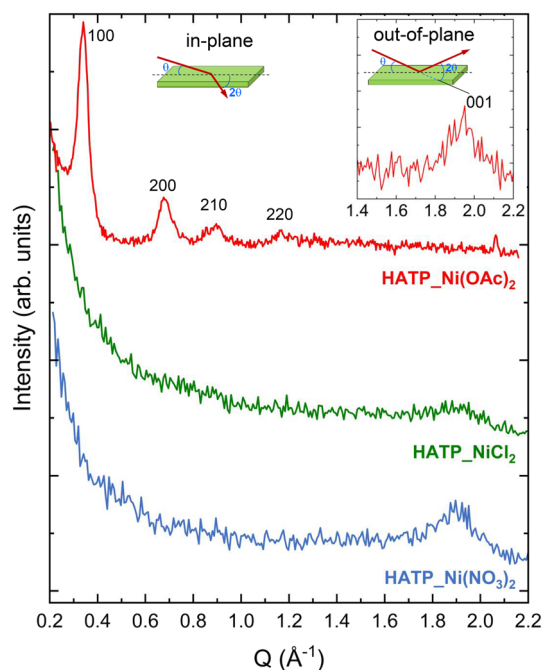 in-plane
out-of-plane
100
θ
2θ
θ
2θ
001
200
210
220
1.4 1.6 1.8 2.0 2.2
HATP_Ni(OAc)₂
HATP_NiCl₂
HATP_Ni(NO₃)₂
Intensity (arb. units)
0.2 0.4 0.6 0.8 1.0 1.2 1.4 1.6 1.8 2.0 2.2
Q (Å⁻¹)